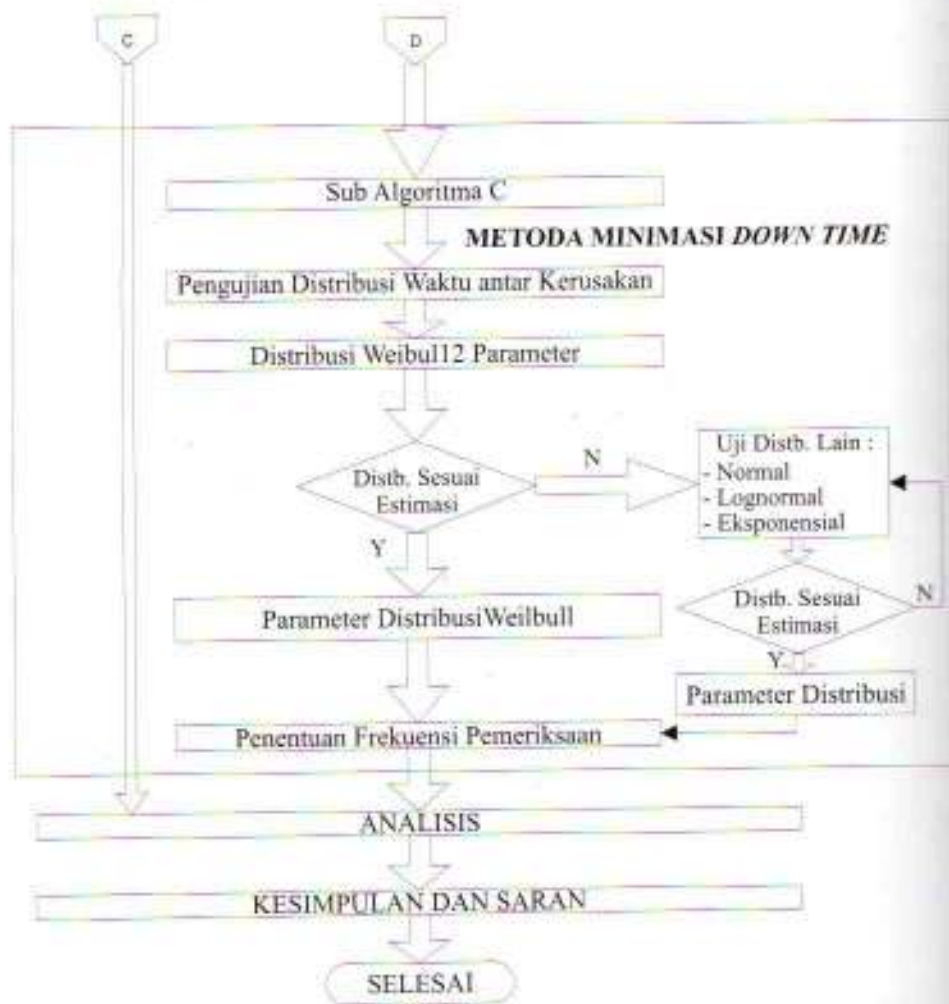 C
D
Sub Algoritma C
METODA MINIMASI DOWN TIME
Pengujian Distribusi Waktu antar Kerusakan
Distribusi Weibul12 Parameter
Distb. Sesuai
Estimasi
N
Uji Distb. Lain :
- Normal
- Lognormal
- Eksponensial
Y
Distb. Sesuai
Estimasi
N
Parameter DistribusiWeilbull
Y
Parameter Distribusi
Penentuan Frekuensi Pemeriksaan
ANALISIS
KESIMPULAN DAN SARAN
SELESAI